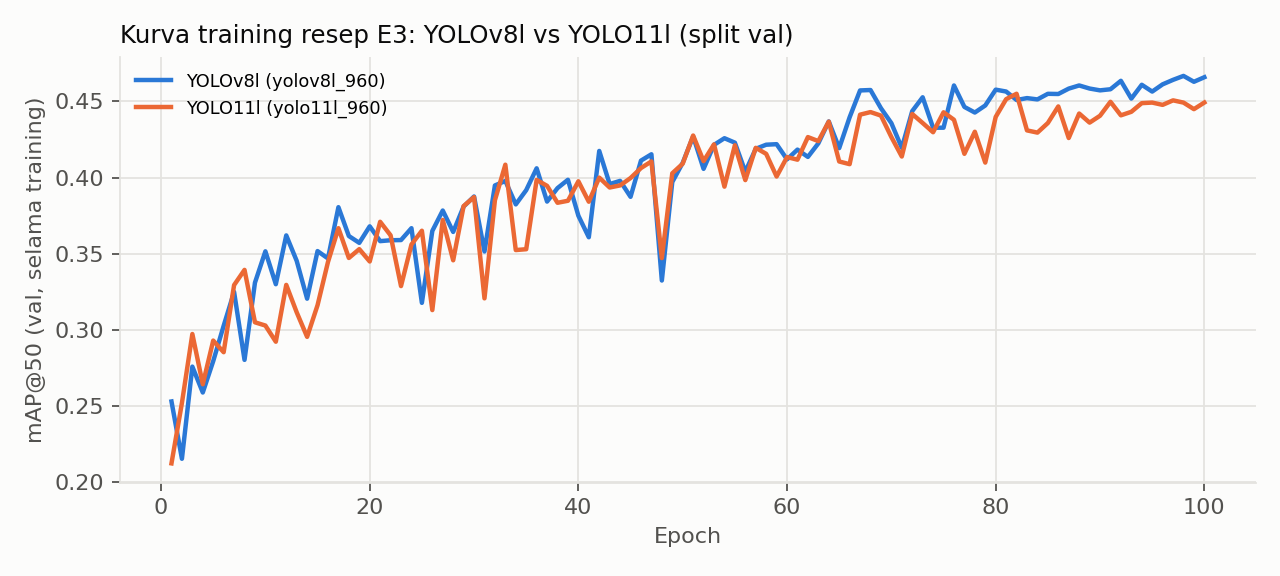 Kurva training resep E3: YOLOv8l vs YOLO11l (split val)
YOLOv8l (yolov8l_960)
YOLO11l (yolo11l_960)
mAP@50 (val, selama training)
0.45
0.40
0.35
0.30
0.25
0.20
0 20 40 60 80 100
Epoch